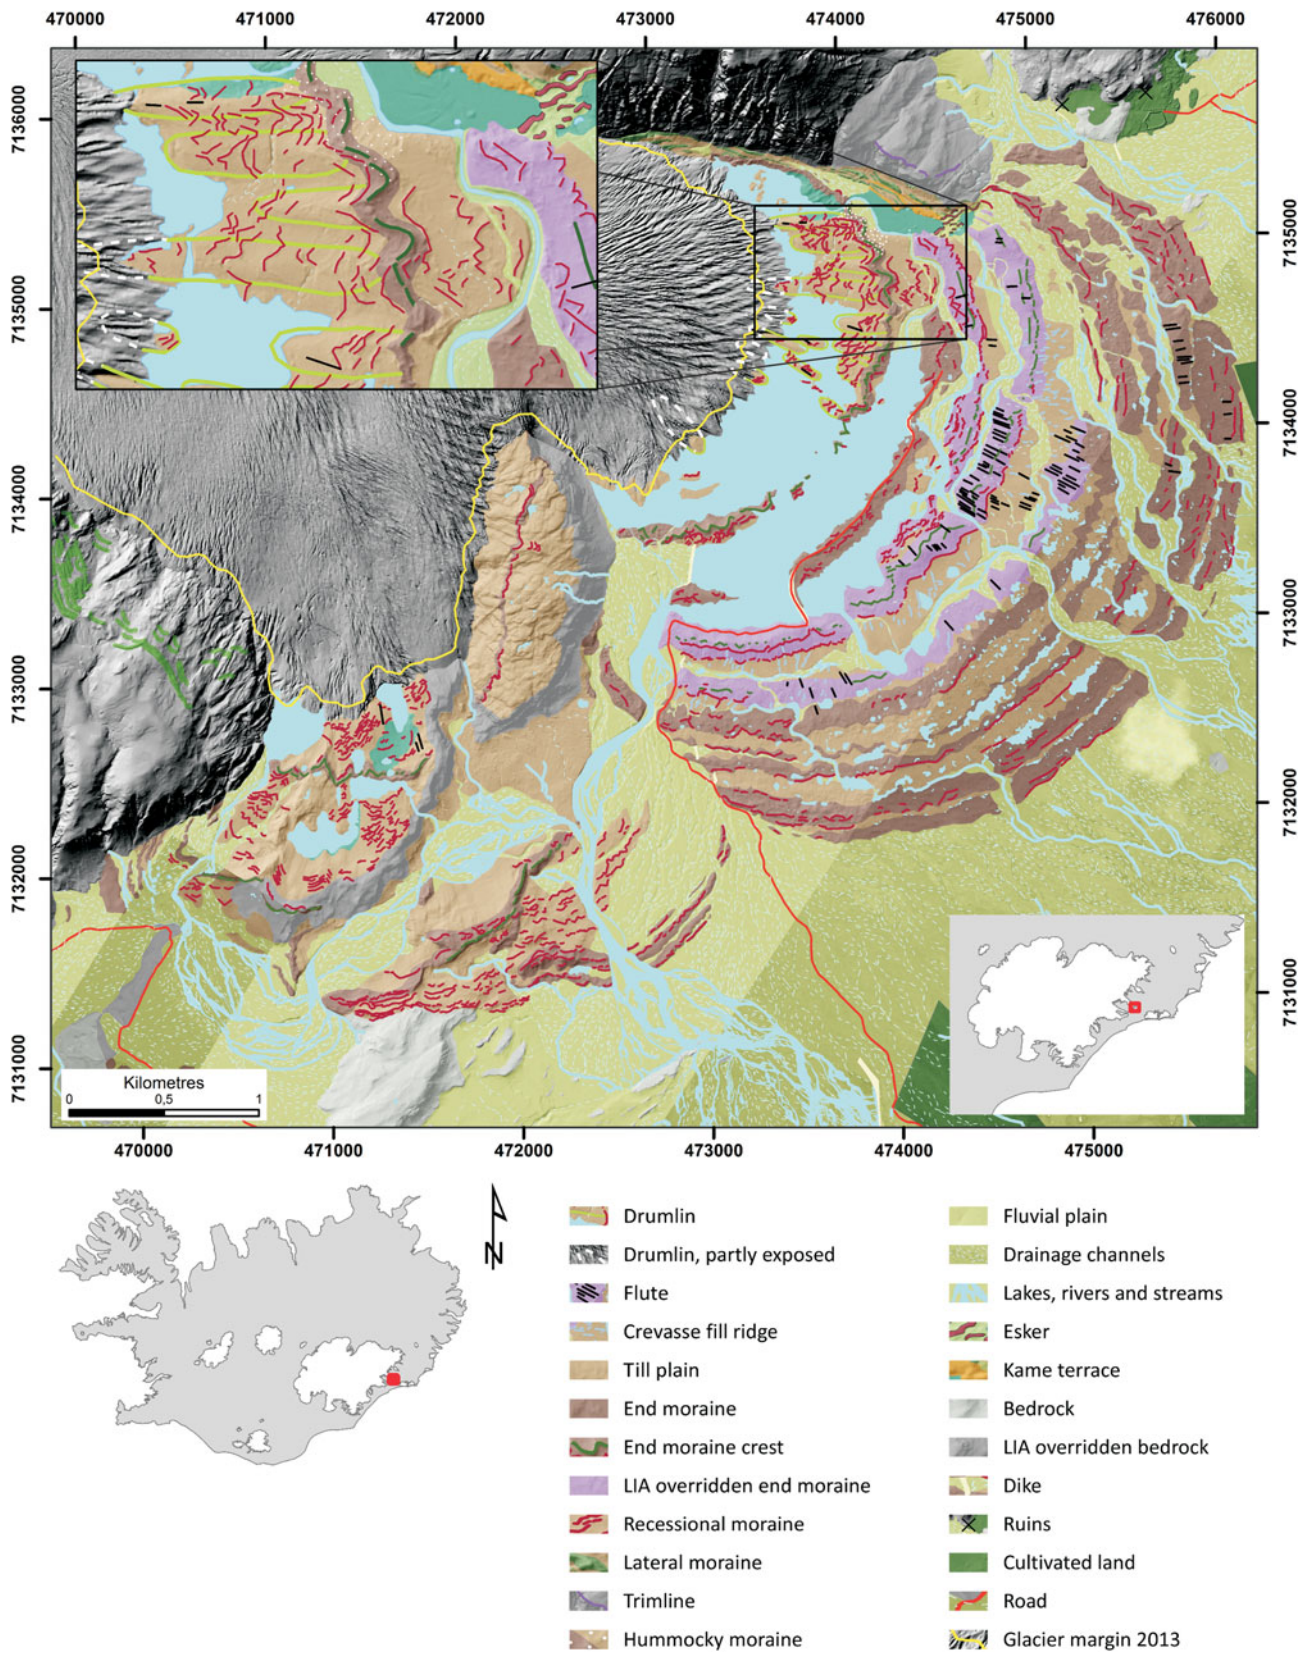 470000 471000 472000 473000 474000 475000 476000
7136000
7135000
7134000
7133000
7132000
7131000
7135000
7134000
7133000
7132000
7131000
Kilometres
0 0,5 1
470000 471000 472000 473000 474000 475000
N
Drumlin
Drumlin, partly exposed
Flute
Crevasse fill ridge
Till plain
End moraine
End moraine crest
LIA overridden end moraine
Recessional moraine
Lateral moraine
Trimline
Hummocky moraine
Fluvial plain
Drainage channels
Lakes, rivers and streams
Esker
Kame terrace
Bedrock
LIA overridden bedrock
Dike
Ruins
Cultivated land
Road
Glacier margin 2013